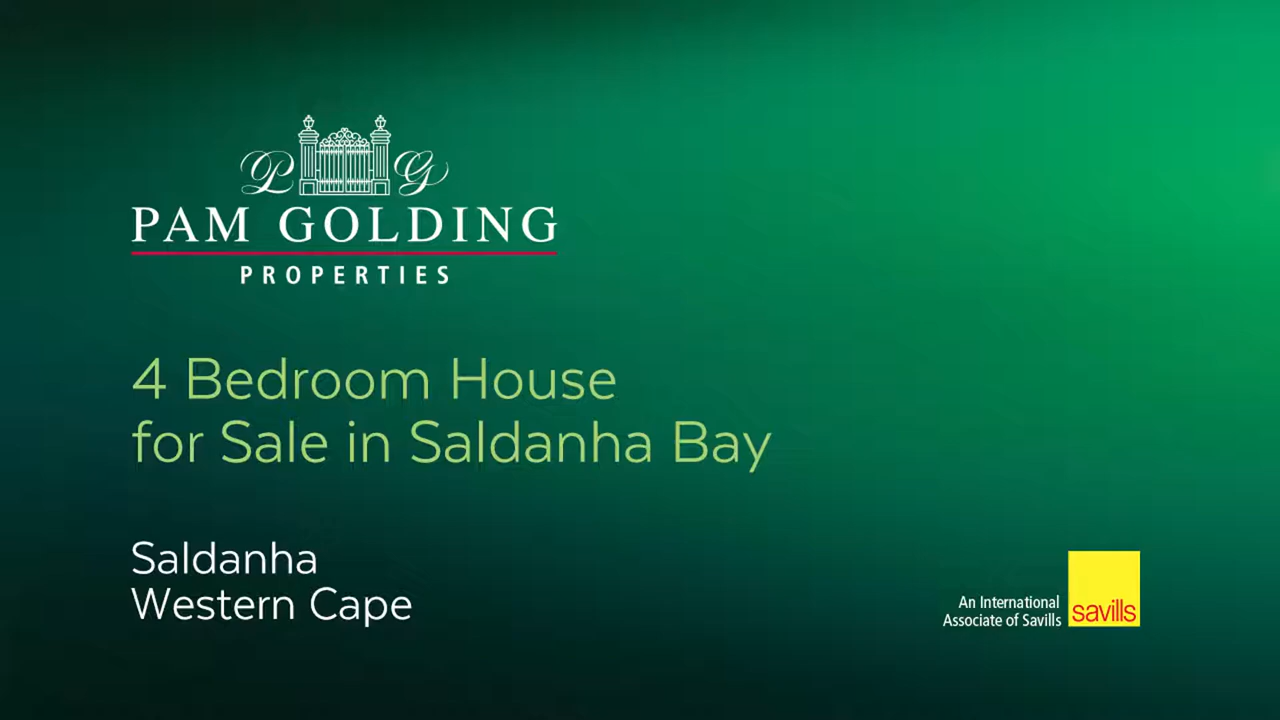 P G
PAM GOLDING
PROPERTIES
4 Bedroom House
for Sale in Saldanha Bay
Saldanha
Western Cape
An International
Associate of Savills
savills